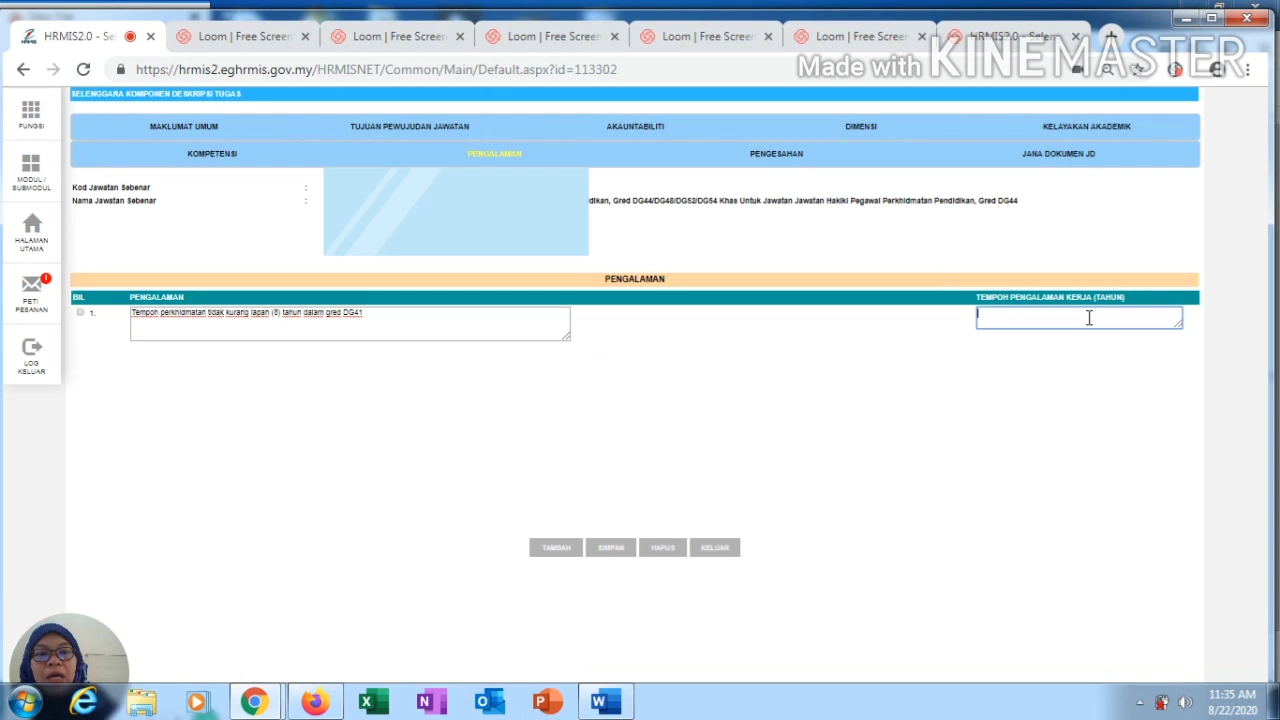 HRMIS2.0 - Sel
Loom | Free Screen
Loom | Free Screen
Loom | Free Screen
Loom | Free Screen
Loom | Free Screen
HRMIS2.0 - Selen
Made with KINEMASTER
https://hrmis2.eghrmis.gov.my/HRMISNET/Common/Main/Default.aspx?id=113302
FUNGSI
MODUL /
SUBMODUL
HALAMAN
UTAMA
PETI
PESANAN
LOG
KELUAR
SELENGGARA KOMPONEN DESKRIPSI TUGAS
MAKLUMAT UMUM TUJUAN PEWUJUDAN JAWATAN AKAUNTABILITI DIMENSI KELAYAKAN AKADEMIK
KOMPETENSI PENGALAMAN PENGESAHAN JANA DOKUMEN JD
Kod Jawatan Sebenar :
Nama Jawatan Sebenar : dikan, Gred DG44/DG48/DG52/DG54 Khas Untuk Jawatan Jawatan Hakiki Pegawai Perkhidmatan Pendidikan, Gred DG44
PENGALAMAN
BIL PENGALAMAN TEMPOH PENGALAMAN KERJA (TAHUN)
1. Tempoh perkhidmatan tidak kurang lapan (8) tahun dalam gred DG41
TAMBAH SIMPAN HAPUS KELUAR
11:35 AM
8/22/2020